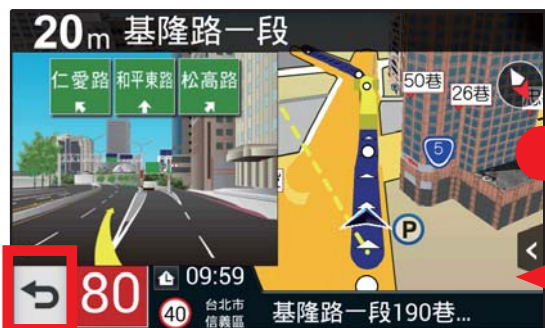 20m 基隆路一段
仁愛路 和平東路 松高路
50巷
26巷
忠
5
P
80
09:59
40
台北市
信義區
基隆路一段190巷...